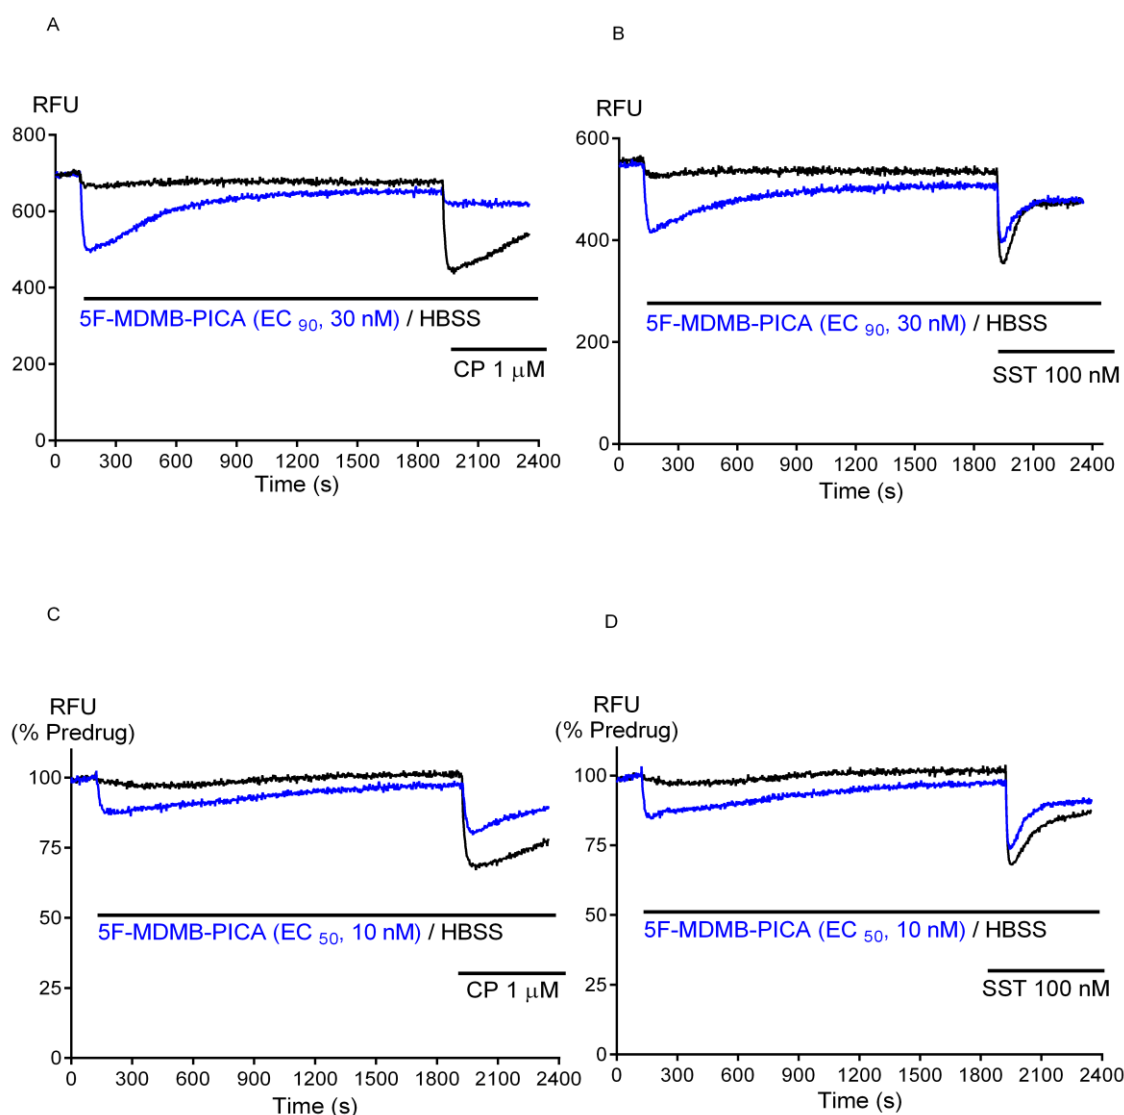 A
RFU
800
600
400
200
0
0 300 600 900 1200 1500 1800 2100 2400
Time (s)
5F-MDMB-PICA (EC 90, 30 nM) / HBSS
CP 1 μM
B
RFU
600
400
200
0
0 300 600 900 1200 1500 1800 2100 2400
Time (s)
5F-MDMB-PICA (EC 90, 30 nM) / HBSS
SST 100 nM
C
RFU
(% Predrug)
100
75
50
25
0
0 300 600 900 1200 1500 1800 2100 2400
Time (s)
5F-MDMB-PICA (EC 50, 10 nM) / HBSS
CP 1 μM
D
RFU
(% Predrug)
100
75
50
25
0
0 300 600 900 1200 1500 1800 2100 2400
Time (s)
5F-MDMB-PICA (EC 50, 10 nM) / HBSS
SST 100 nM